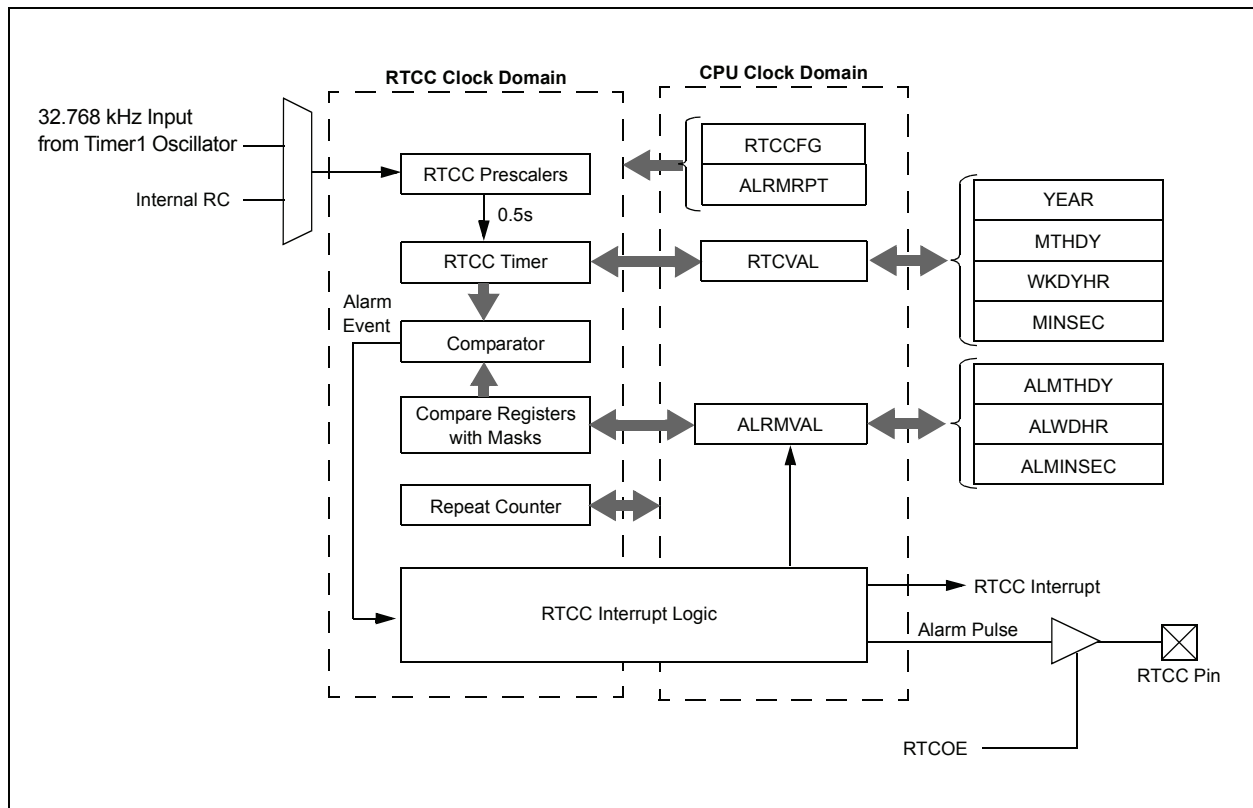 RTCC Clock Domain
CPU Clock Domain
32.768 kHz Input
from Timer1 Oscillator
Internal RC
RTCC Prescalers
0.5s
RTCC Timer
Alarm
Event
Comparator
Compare Registers
with Masks
Repeat Counter
RTCC Interrupt Logic
RTCCFG
ALRMRPT
RTCVAL
ALRMVAL
YEAR
MTHDY
WKDYHR
MINSEC
ALMTHDY
ALWDHR
ALMINSEC
RTCC Interrupt
Alarm Pulse
RTCC Pin
RTCOE